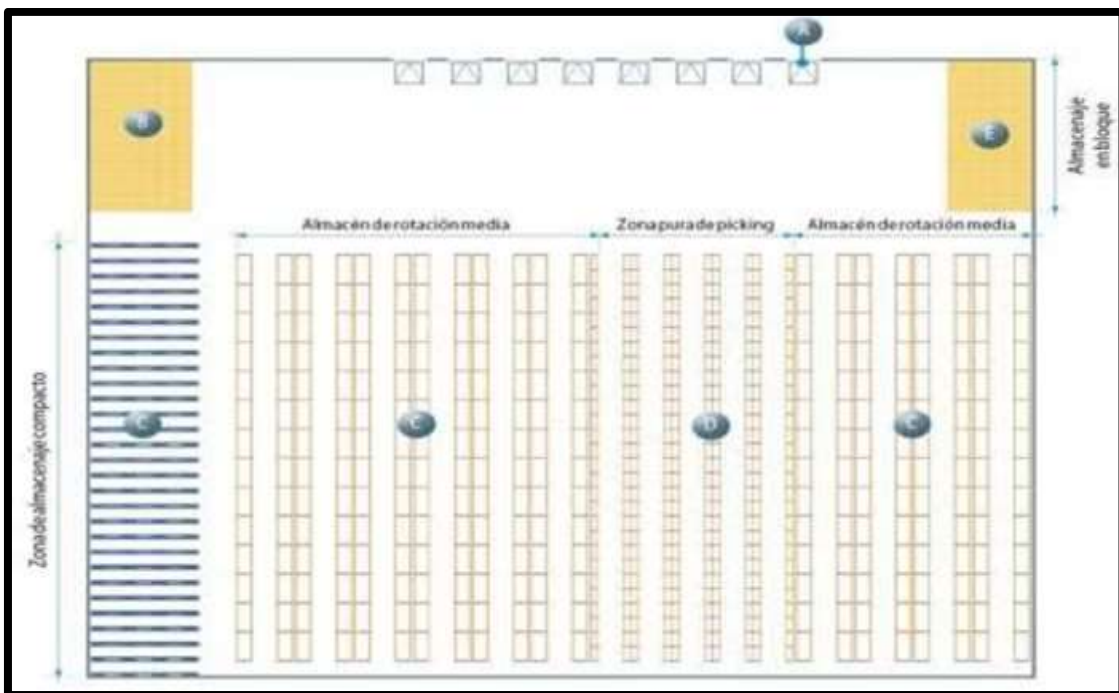 A
B
E
Almacenaje
en bloque
Almacén de rotación media
Zona pura de picking
Almacén de rotación media
Zona de almacenaje compacto
C
C
D
C